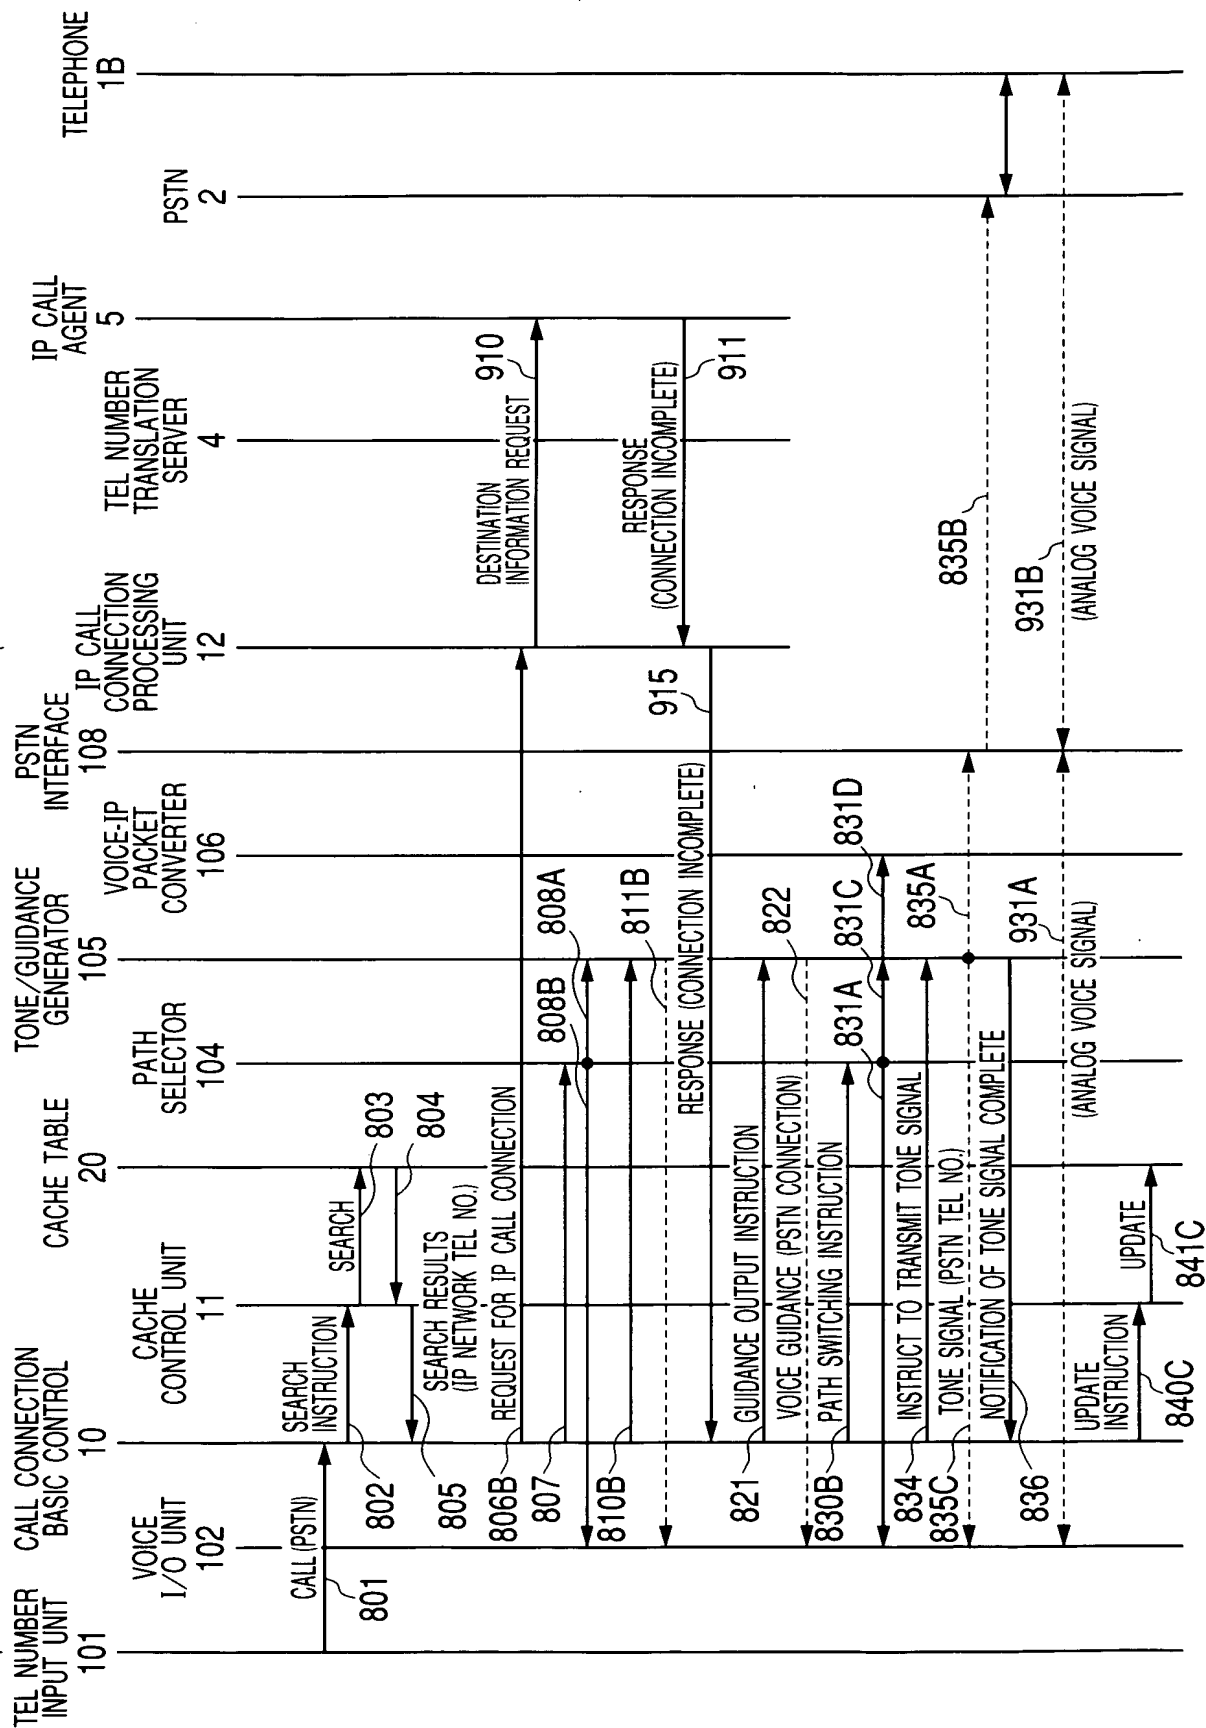 TEL NUMBER
INPUT UNIT
101
VOICE
I/O UNIT
102
CALL CONNECTION
BASIC CONTROL
10
CACHE
CONTROL UNIT
11
CACHE TABLE
20
PATH
SELECTOR
104
TONE/GUIDANCE
GENERATOR
105
VOICE-IP
PACKET
CONVERTER
106
PSTN
INTERFACE
108
IP CALL
CONNECTION
PROCESSING
UNIT
12
TEL NUMBER
TRANSLATION
SERVER
4
IP CALL
AGENT
5
PSTN
2
TELEPHONE
1B
CALL (PSTN)
801
SEARCH
INSTRUCTION
802
SEARCH
803
804
805
SEARCH RESULTS
(IP NETWORK TEL NO.)
806B
REQUEST FOR IP CALL CONNECTION
DESTINATION
INFORMATION REQUEST
910
807
808B
808A
810B
811B
RESPONSE
(CONNECTION INCOMPLETE)
911
RESPONSE (CONNECTION INCOMPLETE)
915
821
GUIDANCE OUTPUT INSTRUCTION
VOICE GUIDANCE (PSTN CONNECTION)
822
830B
PATH SWITCHING INSTRUCTION
831A
831C
831D
834
INSTRUCT TO TRANSMIT TONE SIGNAL
835C
TONE SIGNAL (PSTN TEL NO.)
835A
835B
836
NOTIFICATION OF TONE SIGNAL COMPLETE
931A
(ANALOG VOICE SIGNAL)
931B
(ANALOG VOICE SIGNAL)
UPDATE
INSTRUCTION
840C
UPDATE
841C